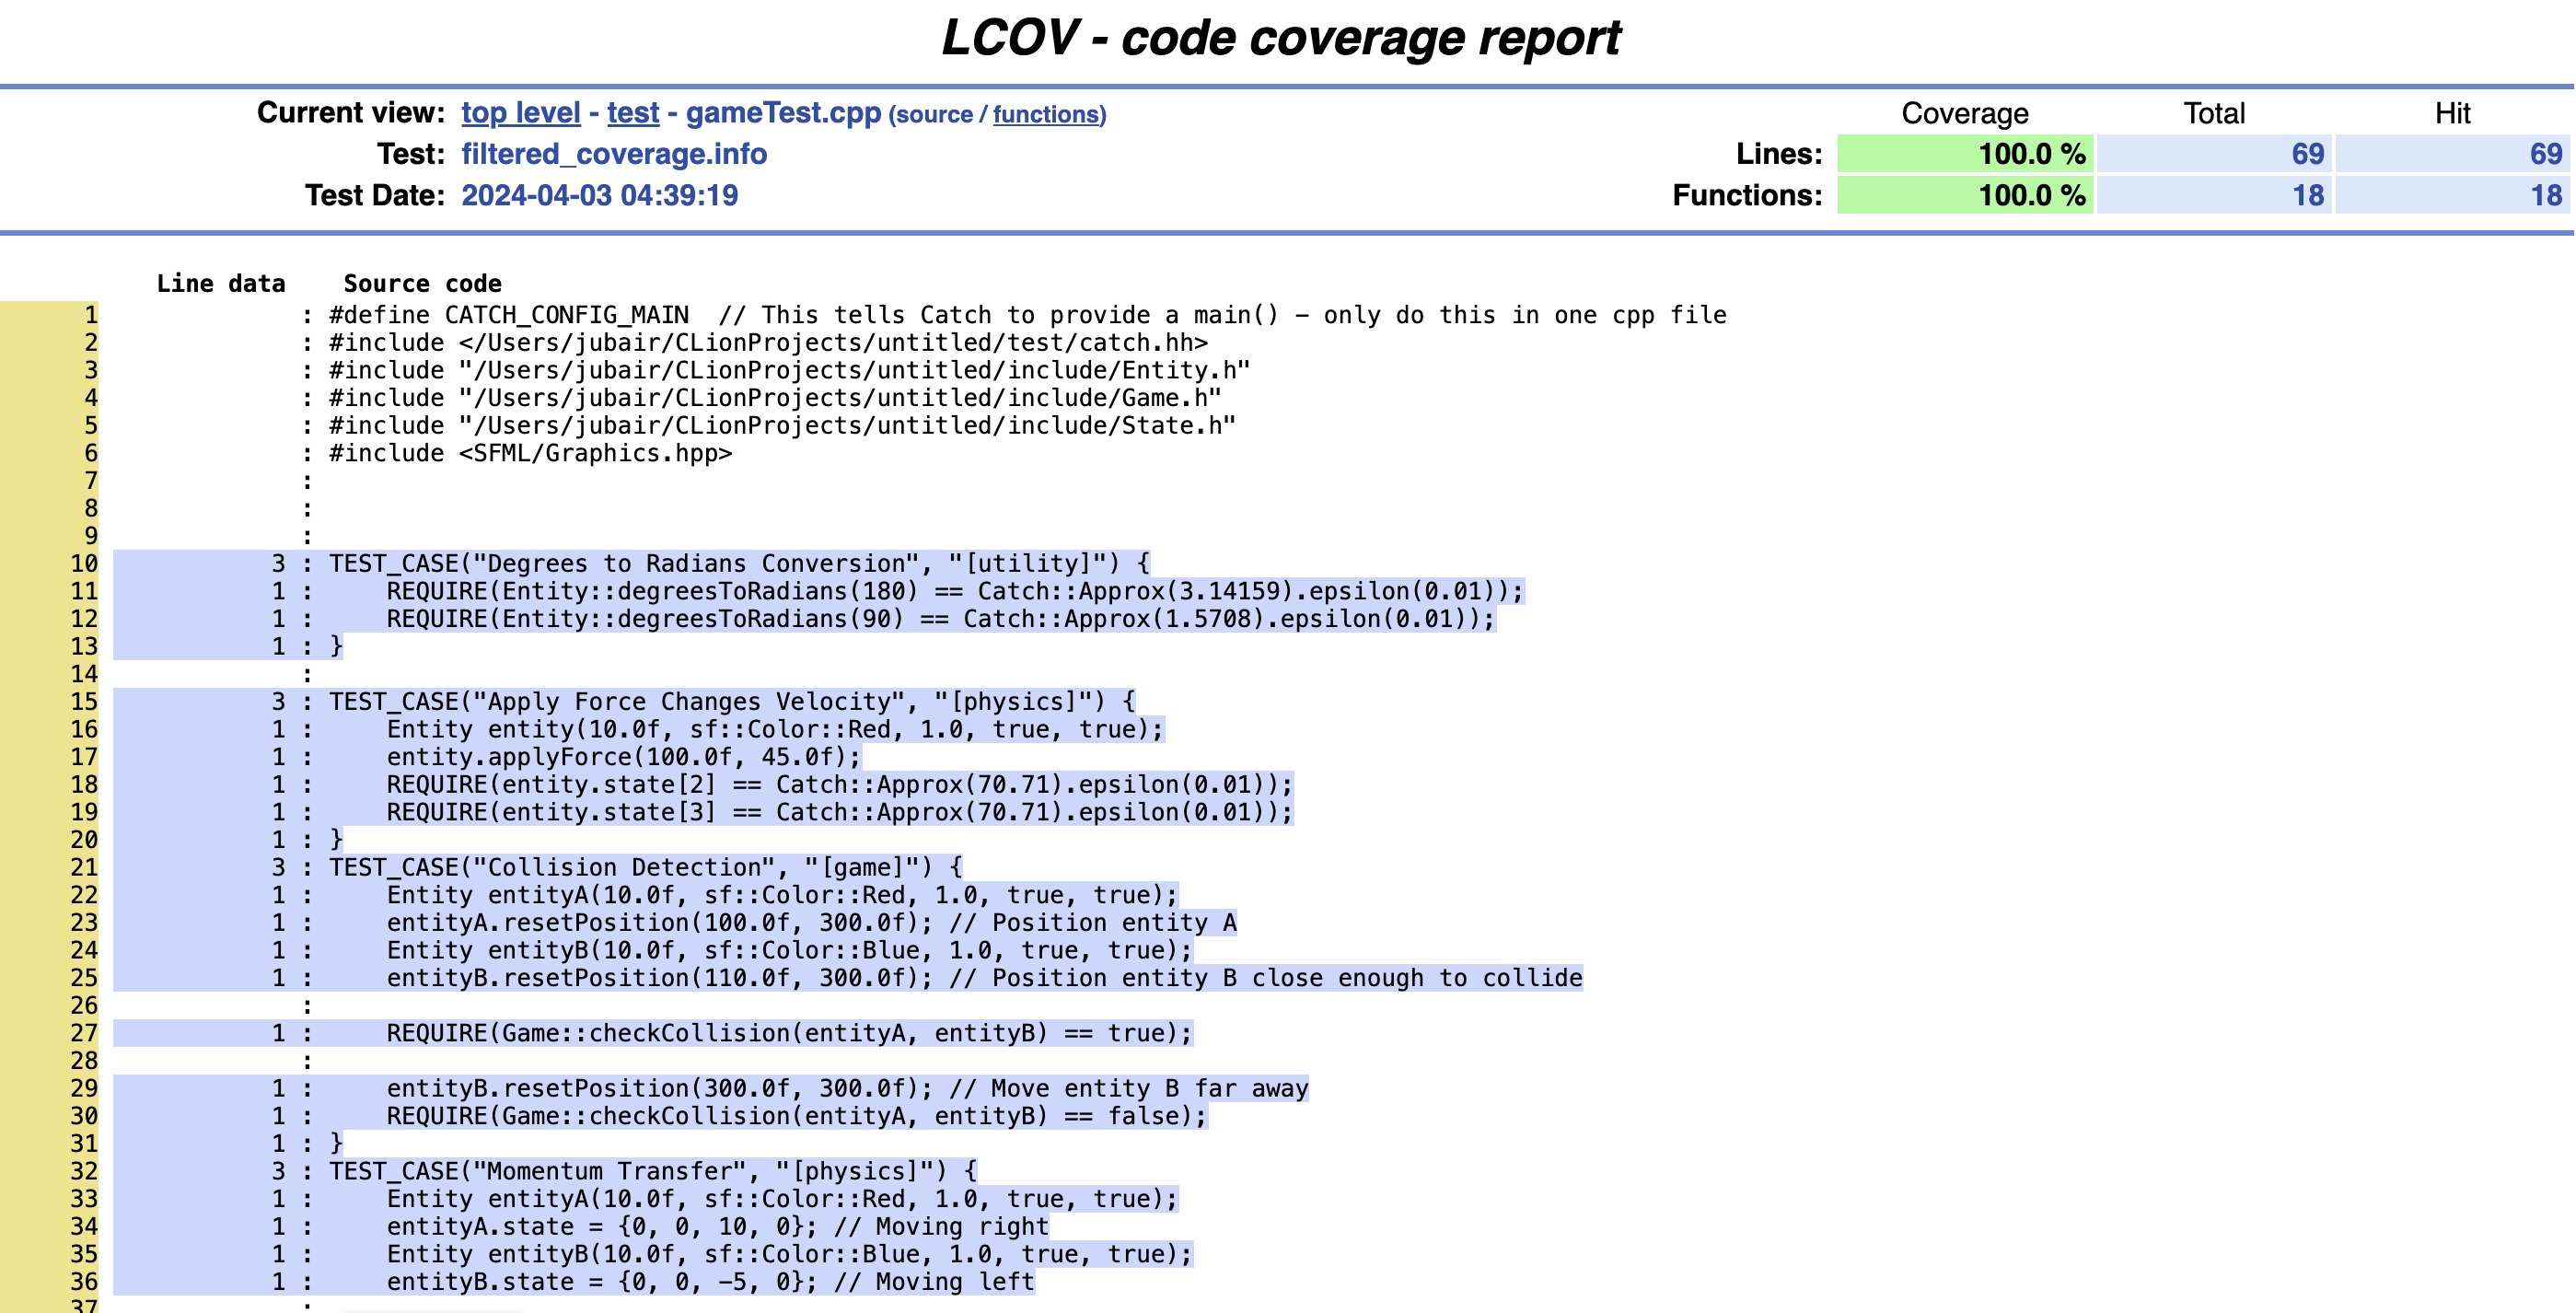 LCOV - code coverage report
Current view: top level - test - gameTest.cpp (source / functions) Coverage Total Hit
Test: filtered_coverage.info Lines: 100.0 % 69 69
Test Date: 2024-04-03 04:39:19 Functions: 100.0 % 18 18
Line data Source code
1 : #define CATCH_CONFIG_MAIN  // This tells Catch to provide a main() – only do this in one cpp file
2 : #include </Users/jubair/CLionProjects/untitled/test/catch.hh>
3 : #include "/Users/jubair/CLionProjects/untitled/include/Entity.h"
4 : #include "/Users/jubair/CLionProjects/untitled/include/Game.h"
5 : #include "/Users/jubair/CLionProjects/untitled/include/State.h"
6 : #include <SFML/Graphics.hpp>
7 :
8 :
9 :
10 3 : TEST_CASE("Degrees to Radians Conversion", "[utility]") {
11 1 :     REQUIRE(Entity::degreesToRadians(180) == Catch::Approx(3.14159).epsilon(0.01));
12 1 :     REQUIRE(Entity::degreesToRadians(90) == Catch::Approx(1.5708).epsilon(0.01));
13 1 : }
14 :
15 3 : TEST_CASE("Apply Force Changes Velocity", "[physics]") {
16 1 :     Entity entity(10.0f, sf::Color::Red, 1.0, true, true);
17 1 :     entity.applyForce(100.0f, 45.0f);
18 1 :     REQUIRE(entity.state[2] == Catch::Approx(70.71).epsilon(0.01));
19 1 :     REQUIRE(entity.state[3] == Catch::Approx(70.71).epsilon(0.01));
20 1 : }
21 3 : TEST_CASE("Collision Detection", "[game]") {
22 1 :     Entity entityA(10.0f, sf::Color::Red, 1.0, true, true);
23 1 :     entityA.resetPosition(100.0f, 300.0f); // Position entity A
24 1 :     Entity entityB(10.0f, sf::Color::Blue, 1.0, true, true);
25 1 :     entityB.resetPosition(110.0f, 300.0f); // Position entity B close enough to collide
26 :
27 1 :     REQUIRE(Game::checkCollision(entityA, entityB) == true);
28 :
29 1 :     entityB.resetPosition(300.0f, 300.0f); // Move entity B far away
30 1 :     REQUIRE(Game::checkCollision(entityA, entityB) == false);
31 1 : }
32 3 : TEST_CASE("Momentum Transfer", "[physics]") {
33 1 :     Entity entityA(10.0f, sf::Color::Red, 1.0, true, true);
34 1 :     entityA.state = {0, 0, 10, 0}; // Moving right
35 1 :     Entity entityB(10.0f, sf::Color::Blue, 1.0, true, true);
36 1 :     entityB.state = {0, 0, –5, 0}; // Moving left
37 :